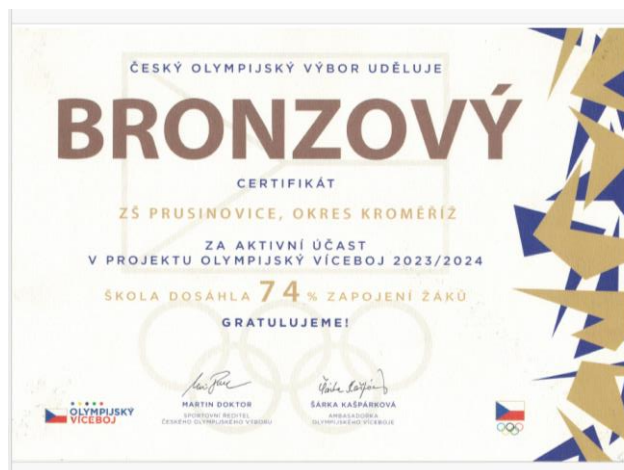 ČESKÝ OLYMPIJSKÝ VÝBOR UDĚLUJE
BRONZOVÝ
CERTIFIKÁT
ZŠ PRUSINOVICE, OKRES KROMĚŘÍŽ
ZA AKTIVNÍ ÚČAST
V PROJEKTU OLYMPIJSKÝ VÍCEBOJ 2023/2024
ŠKOLA DOSÁHLA 74 % ZAPOJENÍ ŽÁKŮ
GRATULUJEME!
MARTIN DOKTOR
SPORTOVNÍ ŘEDITEL
ČESKÉHO OLYMPIJSKÉHO VÝBORU
ŠÁRKA KAŠPÁRKOVÁ
AMBASADORKA
OLYMPIJSKÉHO VÍCEBOJE
OLYMPIJSKÝ
VÍCEBOJ